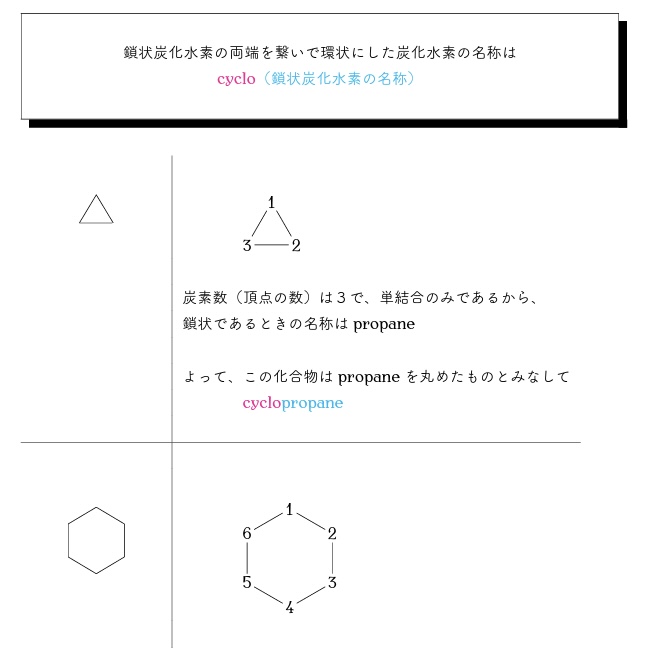 鎖状炭化水素の両端を繋いで環状にした炭化水素の名称は
cyclo（鎖状炭化水素の名称）
1
3
2
炭素数（頂点の数）は３で、単結合のみであるから、
鎖状であるときの名称は propane
よって、この化合物は propane を丸めたものとみなして
cyclopropane
1
6
2
5
3
4